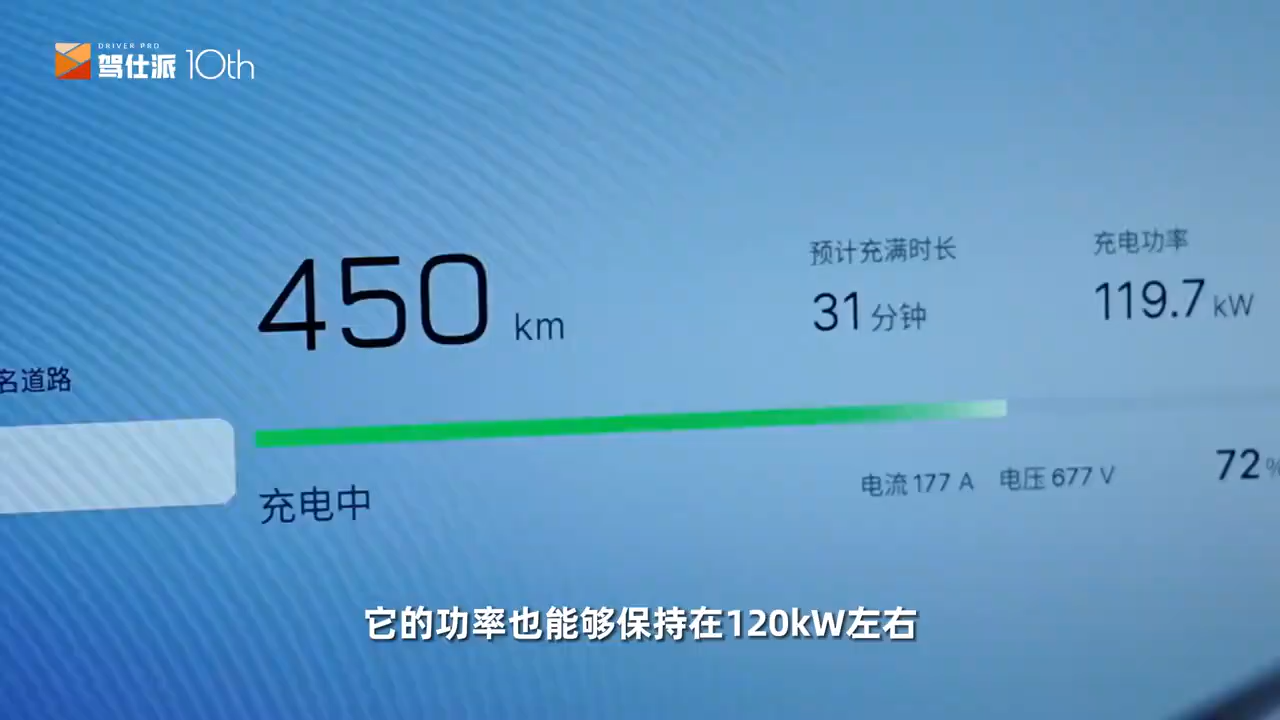 DRIVER PRO
驾仕派 10th
预计充满时长
充电功率
450 km
31分钟
119.7 kW
名道路
电流 177 A 电压 677 V
72%
充电中
它的功率也能够保持在120kW左右